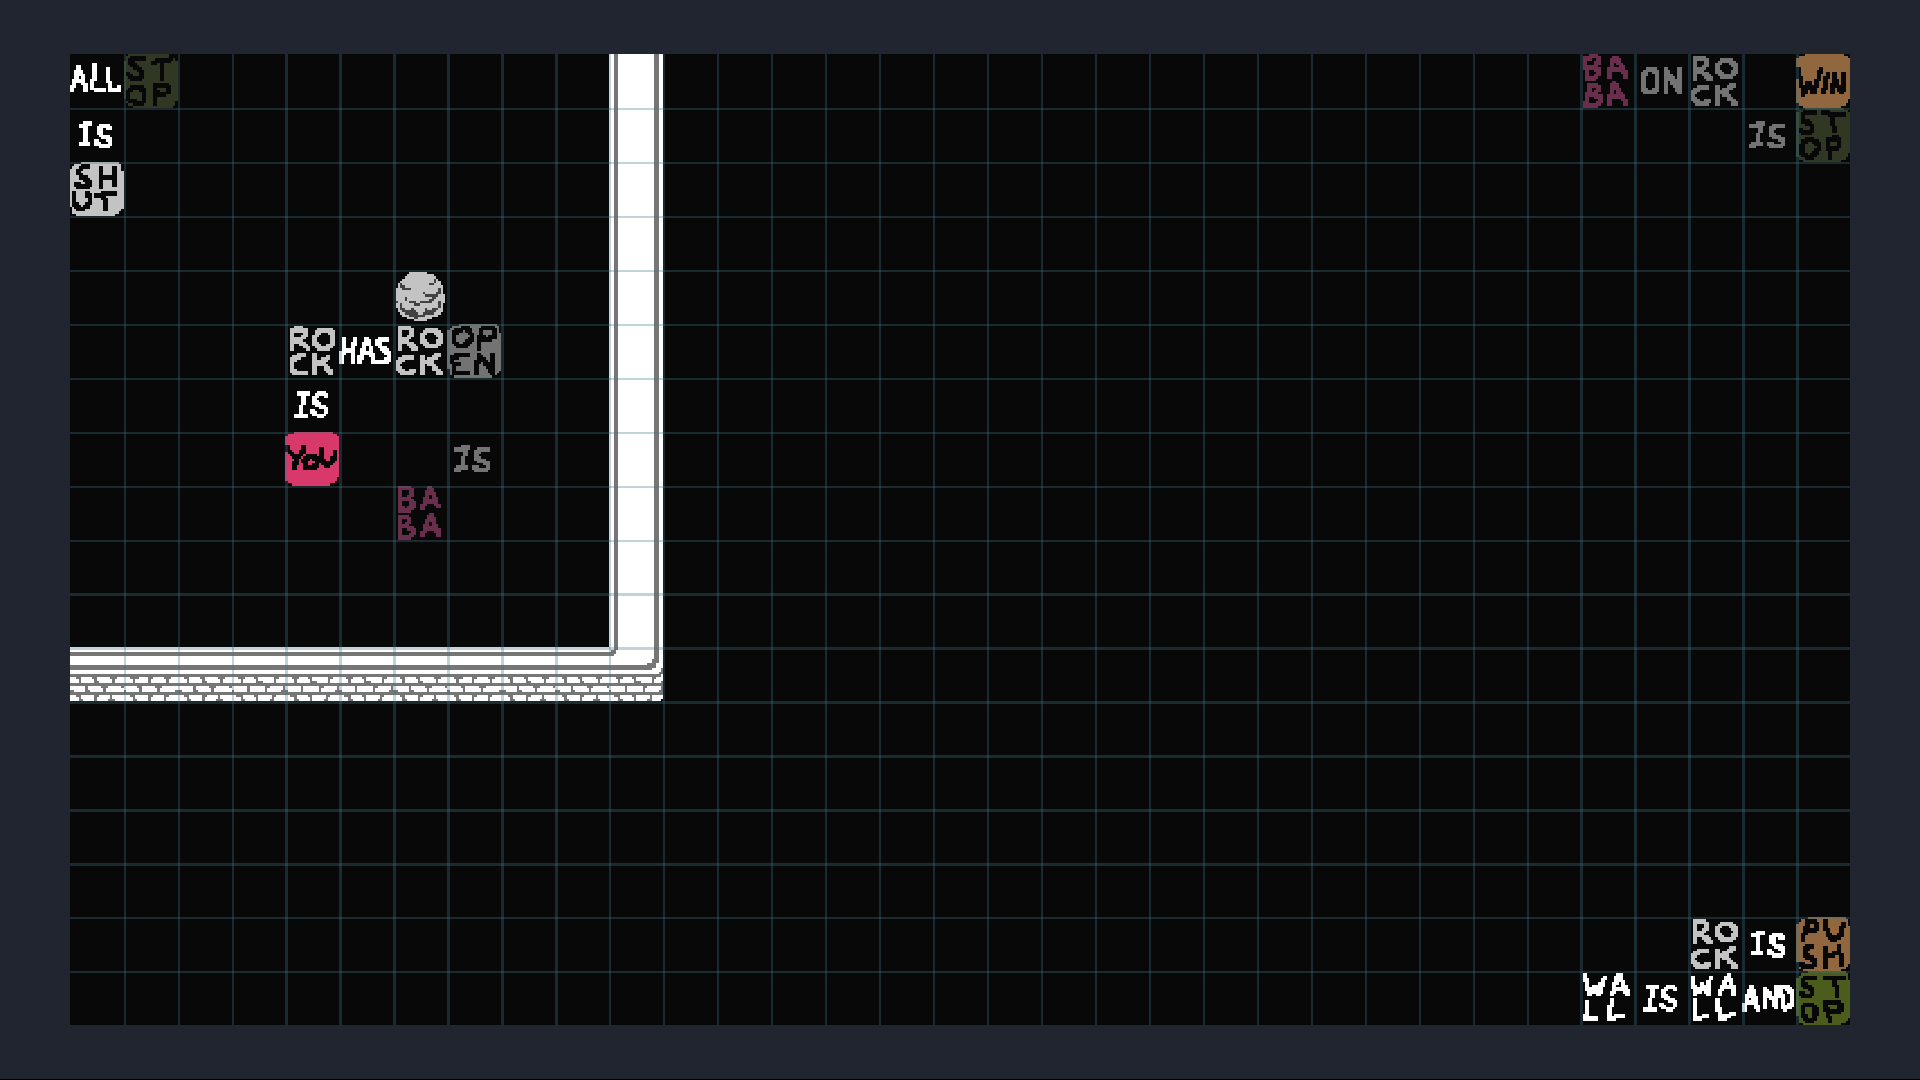 ALL STOP BABA ON ROCK WIN
IS IS STOP
SHUT
ROCK HAS ROCK OPEN
IS
YOU IS
BABA
ROCK IS PUSH
WALL IS WALL AND STOP